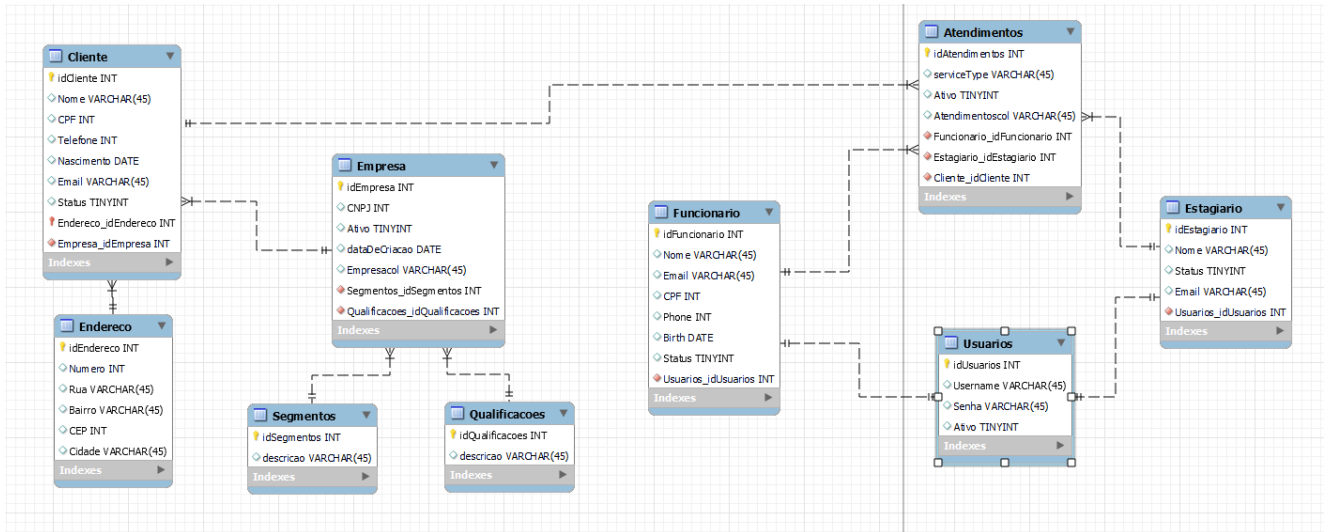 Cliente
idCliente INT
Nome VARCHAR(45)
CPF INT
Telefone INT
Nascimento DATE
Email VARCHAR(45)
Status TINYINT
Endereco_idEndereco INT
Empresa_idEmpresa INT
Indexes
Endereco
idEndereco INT
Numero INT
Rua VARCHAR(45)
Bairro VARCHAR(45)
CEP INT
Cidade VARCHAR(45)
Indexes
Empresa
idEmpresa INT
CNPJ INT
Ativo TINYINT
dataDeCriacao DATE
Empresacol VARCHAR(45)
Segmentos_idSegmentos INT
Qualificacoes_idQualificacoes INT
Indexes
Segmentos
idSegmentos INT
descricao VARCHAR(45)
Indexes
Qualificacoes
idQualificacoes INT
descricao VARCHAR(45)
Indexes
Funcionario
idFuncionario INT
Nome VARCHAR(45)
Email VARCHAR(45)
CPF INT
Phone INT
Birth DATE
Status TINYINT
Usuarios_idUsuarios INT
Indexes
Atendimentos
idAtendimentos INT
serviceType VARCHAR(45)
Ativo TINYINT
Atendimentoscol VARCHAR(45)
Funcionario_idFuncionario INT
Estagiario_idEstagiario INT
Cliente_idCliente INT
Indexes
Usuarios
idUsuarios INT
Username VARCHAR(45)
Senha VARCHAR(45)
Ativo TINYINT
Indexes
Estagiario
idEstagiario INT
Nome VARCHAR(45)
Status TINYINT
Email VARCHAR(45)
Usuarios_idUsuarios INT
Indexes